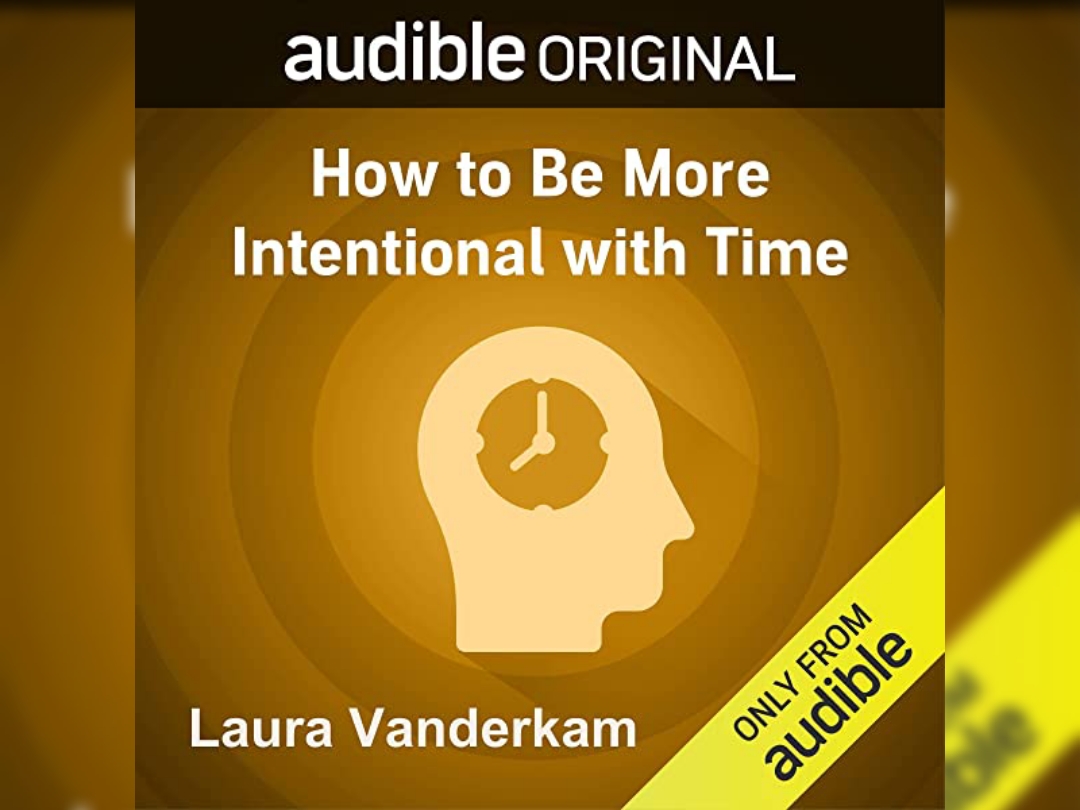 audible ORIGINAL
How to Be More
Intentional with Time
Laura Vanderkam
ONLY FROM
audible